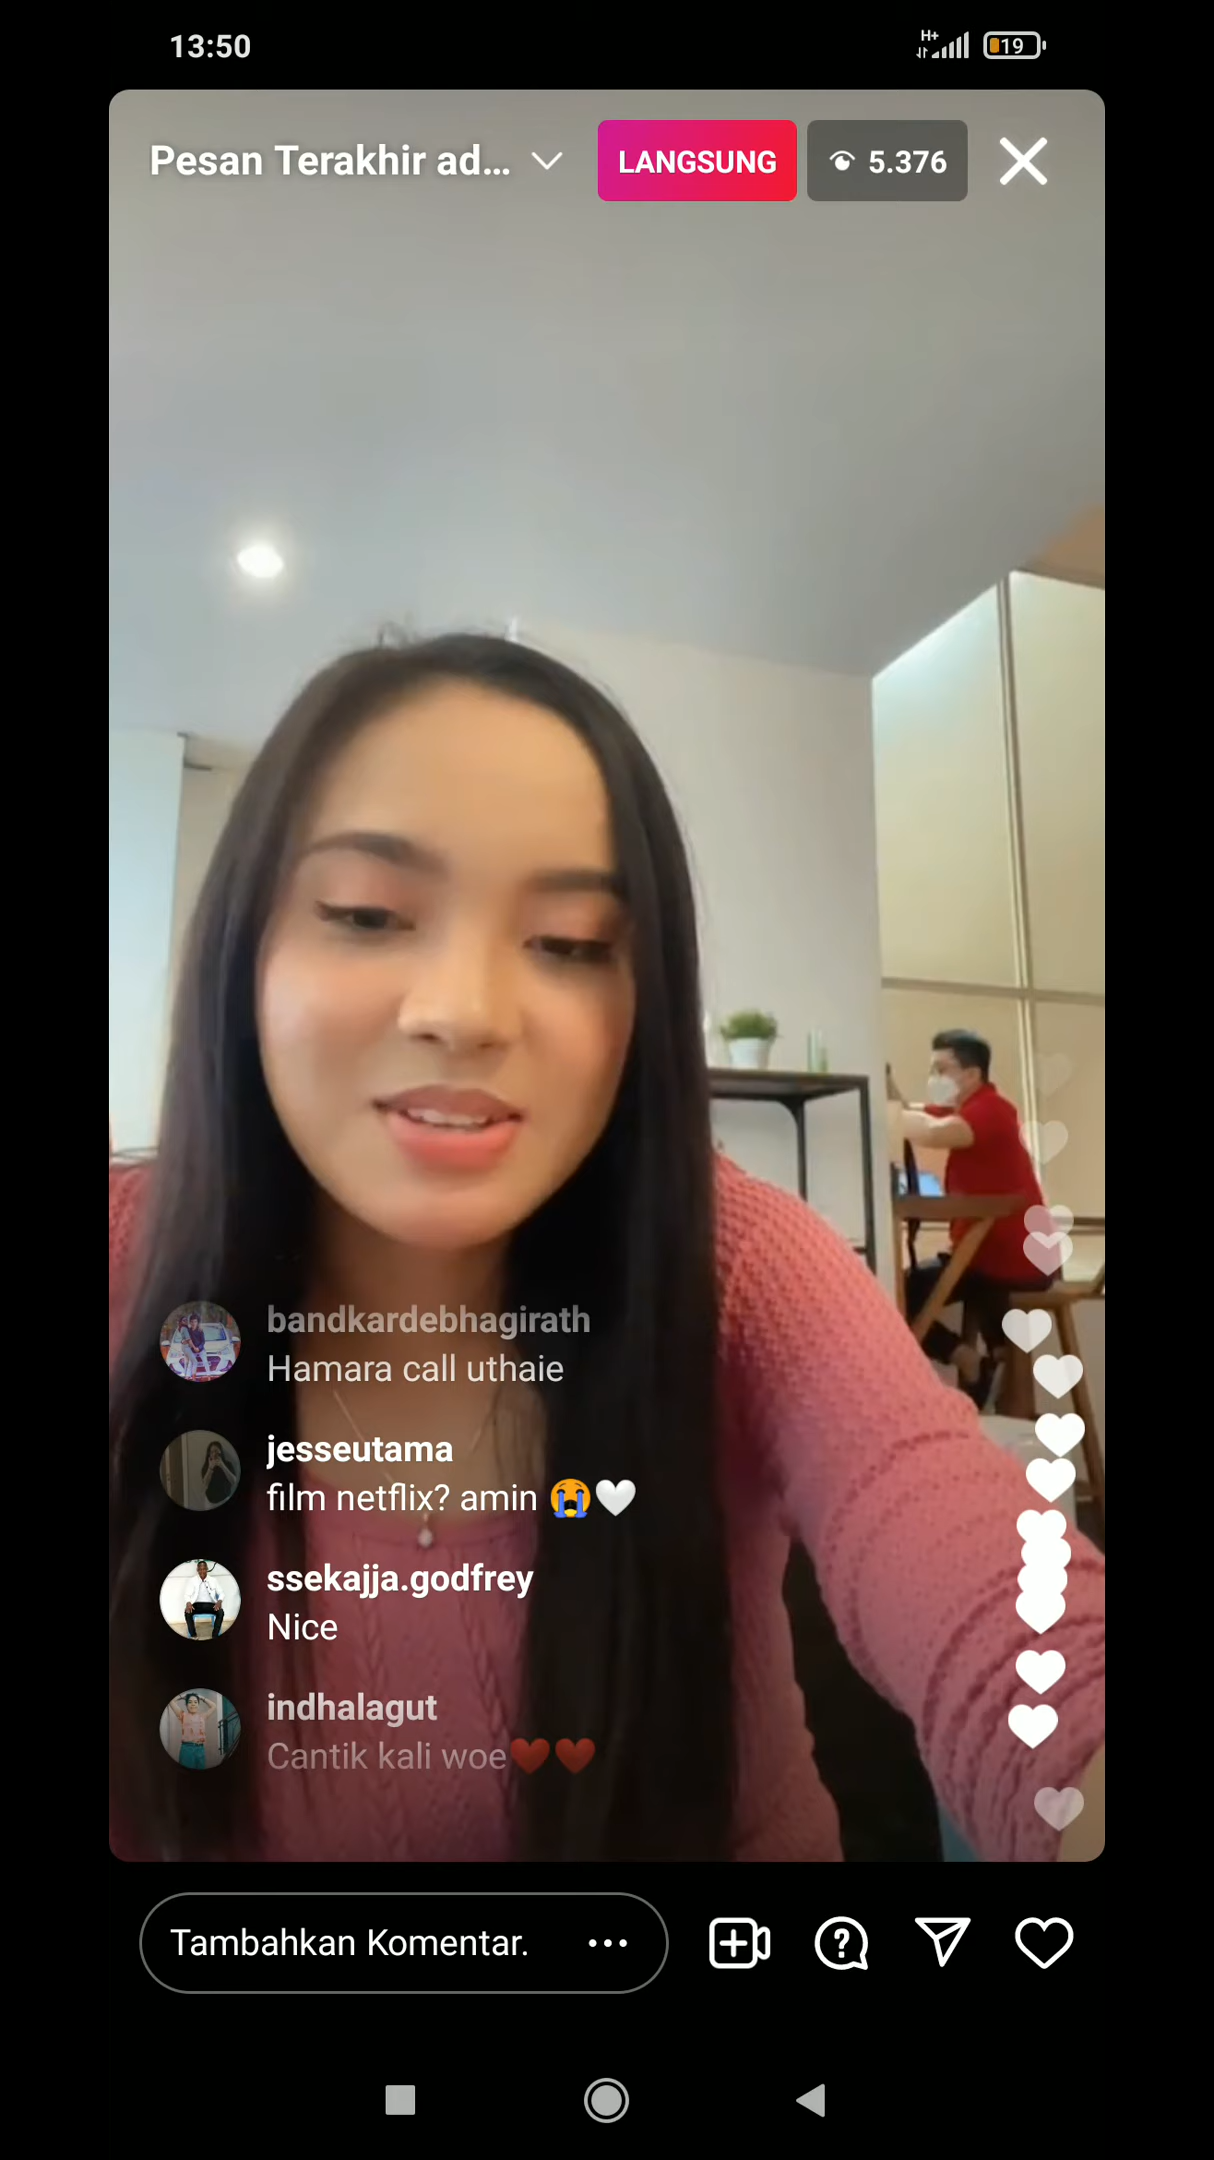 13:50
H+
19
Pesan Terakhir ad...
LANGSUNG
5.376
bandkardebhagirath
Hamara call uthaie
jesseutama
film netflix? amin 😭🤍
ssekajja.godfrey
Nice
indhalagut
Cantik kali woe❤️❤️
Tambahkan Komentar.